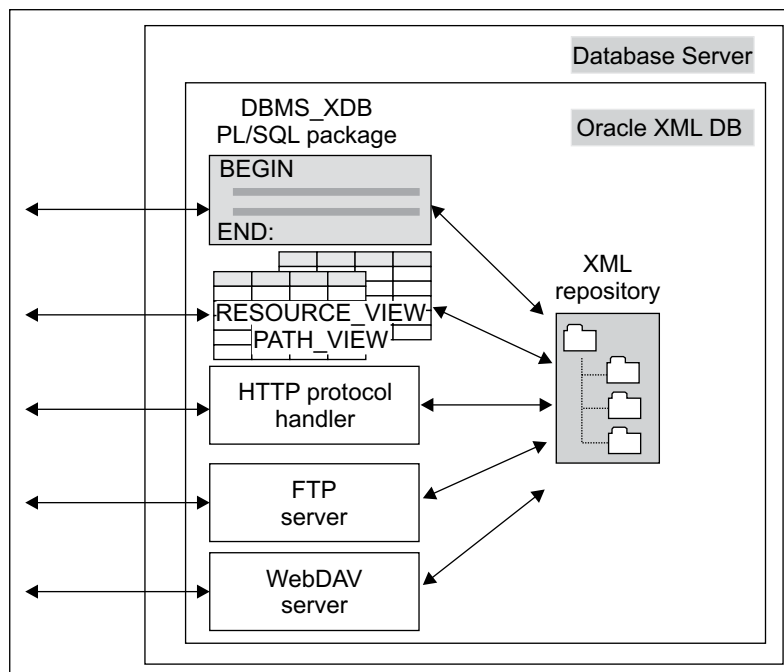 Database Server
Oracle XML DB
DBMS_XDB
PL/SQL package
BEGIN
END:
RESOURCE_VIEW
PATH_VIEW
HTTP protocol
handler
FTP
server
WebDAV
server
XML
repository